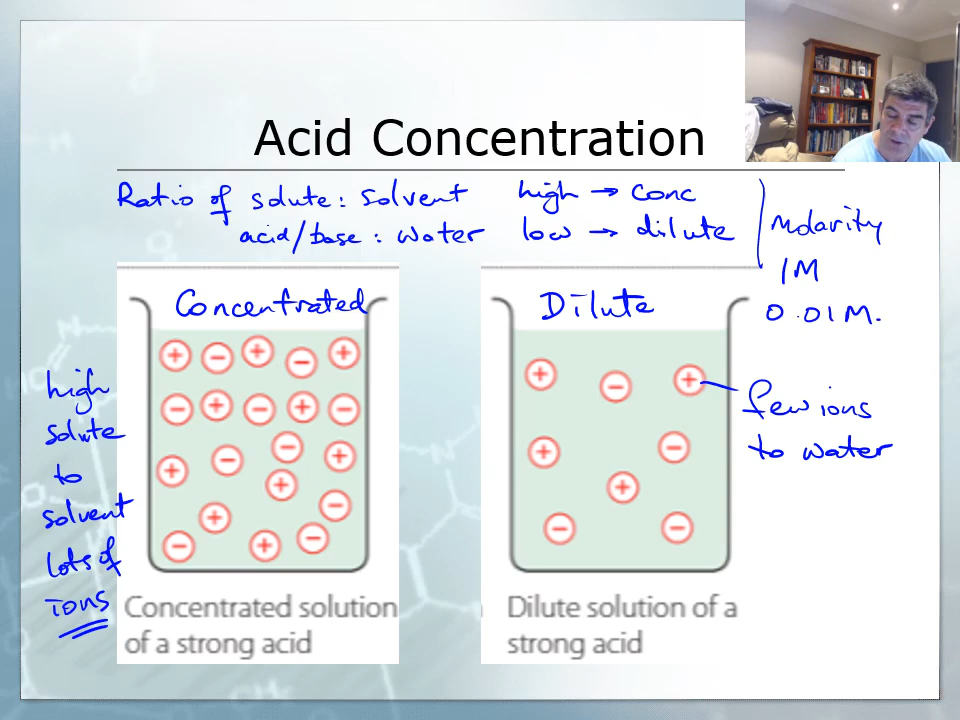 Acid Concentration
Ratio of solute : solvent
high → conc
acid/base : water
low → dilute
Molarity
1M
0.01M.
Concentrated
Dilute
high
solute
to
solvent
lots of
ions
few ions
to water
Concentrated solution
of a strong acid
Dilute solution of a
strong acid